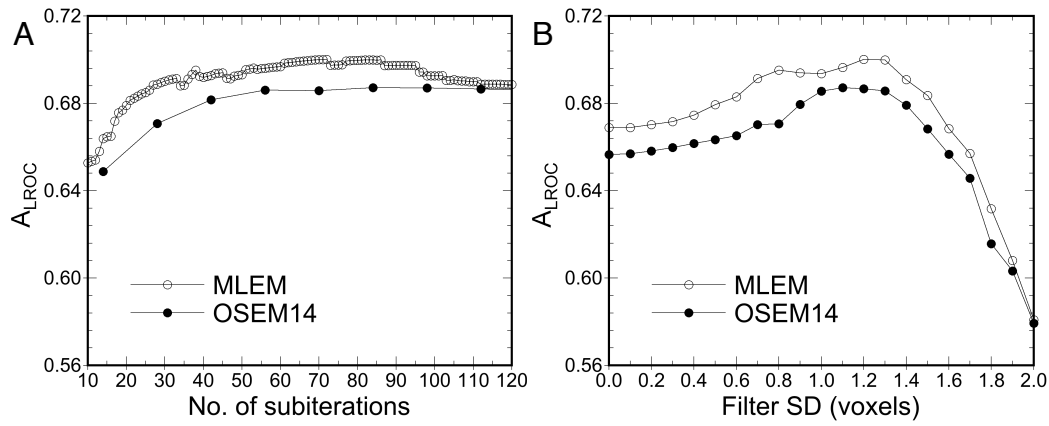 A
0.72
0.68
0.64
0.60
0.56
A_LROC
MLEM
OSEM14
10 20 30 40 50 60 70 80 90 100 110 120
No. of subiterations
B
0.72
0.68
0.64
0.60
0.56
A_LROC
MLEM
OSEM14
0.0 0.2 0.4 0.6 0.8 1.0 1.2 1.4 1.6 1.8 2.0
Filter SD (voxels)